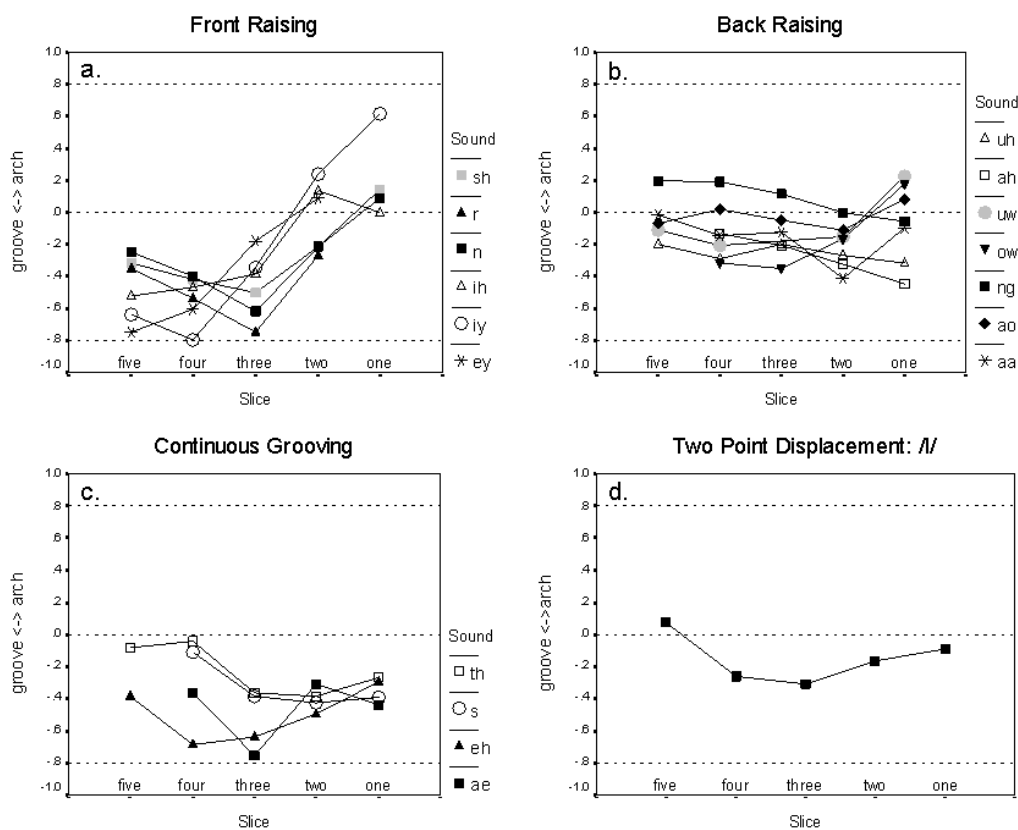 Front Raising
a.
1.0
.8
.6
.4
.2
.0
-.2
-.4
-.6
-.8
-1.0
groove <-> arch
five four three two one
Slice
Sound
sh
r
n
ih
iy
ey
Back Raising
b.
1.0
.8
.6
.4
.2
.0
-.2
-.4
-.6
-.8
-1.0
groove <-> arch
five four three two one
Slice
Sound
uh
ah
uw
ow
ng
ao
aa
Continuous Grooving
c.
1.0
.8
.6
.4
.2
.0
-.2
-.4
-.6
-.8
-1.0
groove <-> arch
five four three two one
Slice
Sound
th
s
eh
ae
Two Point Displacement: /l/
d.
1.0
.8
.6
.4
.2
.0
-.2
-.4
-.6
-.8
-1.0
groove <->arch
five four three two one
Slice